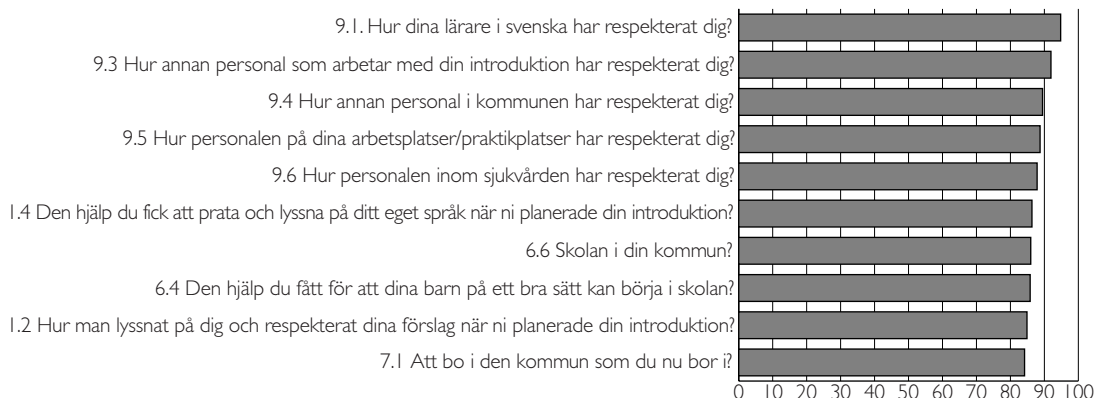 9.1. Hur dina lärare i svenska har respekterat dig?
9.3 Hur annan personal som arbetar med din introduktion har respekterat dig?
9.4 Hur annan personal i kommunen har respekterat dig?
9.5 Hur personalen på dina arbetsplatser/praktikplatser har respekterat dig?
9.6 Hur personalen inom sjukvården har respekterat dig?
1.4 Den hjälp du fick att prata och lyssna på ditt eget språk när ni planerade din introduktion?
6.6 Skolan i din kommun?
6.4 Den hjälp du fått för att dina barn på ett bra sätt kan börja i skolan?
1.2 Hur man lyssnat på dig och respekterat dina förslag när ni planerade din introduktion?
7.1 Att bo i den kommun som du nu bor i?
0 10 20 30 40 50 60 70 80 90 100